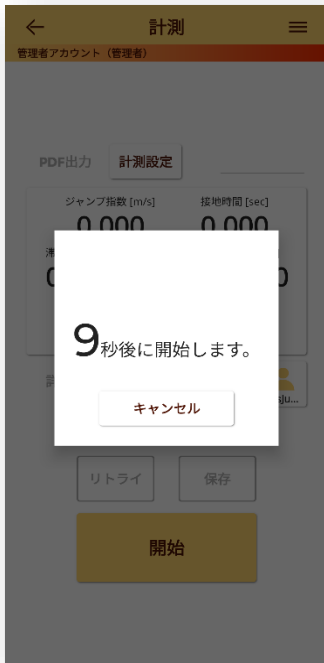 計測
管理者アカウント（管理者）
PDF出力 計測設定
ジャンプ指数 [m/s] 接地時間 [sec]
0.000 0.000
9秒後に開始します。
キャンセル
リトライ 保存
開始